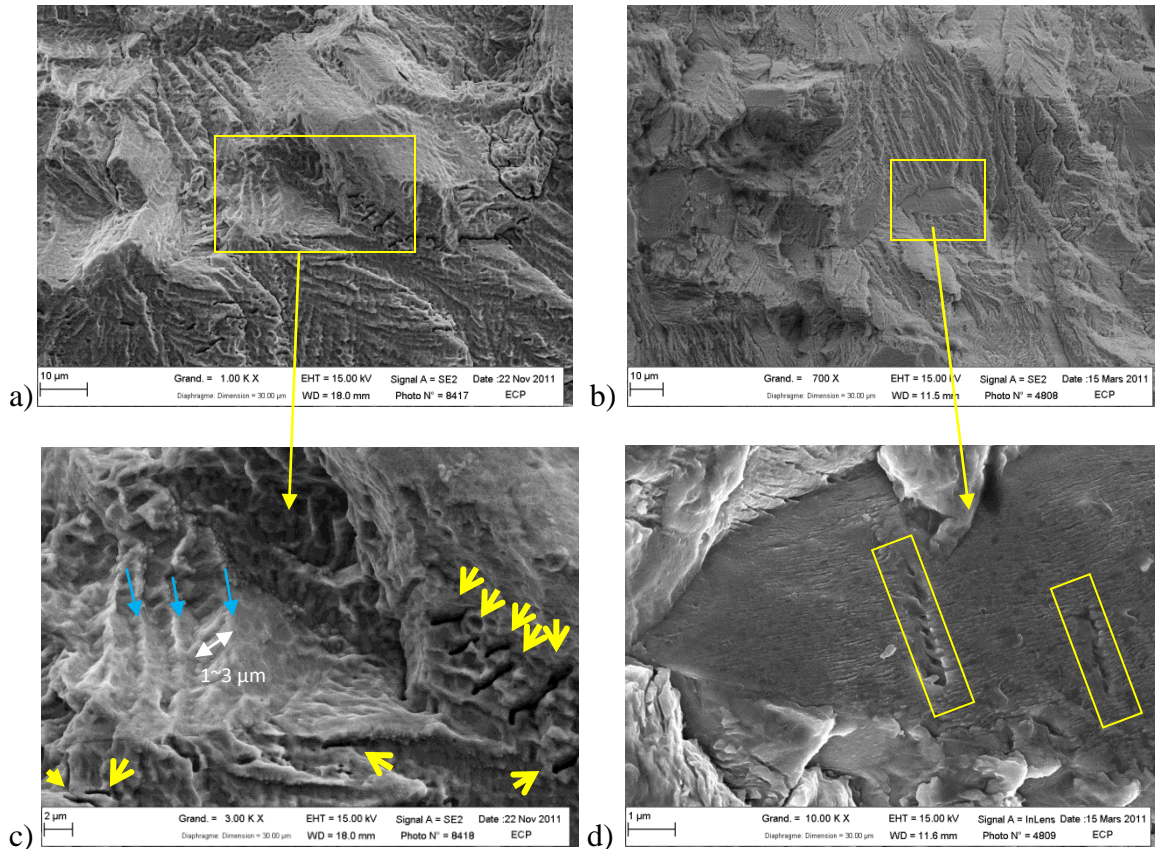 a)
10 µm
Grand. = 1.00 K X EHT = 15.00 kV Signal A = SE2 Date :22 Nov 2011
Diaphragme: Dimension = 30.00 µm WD = 18.0 mm Photo N° = 8417 ECP
b)
10 µm
Grand. = 700 X EHT = 15.00 kV Signal A = SE2 Date :15 Mars 2011
Diaphragme: Dimension = 30.00 µm WD = 11.5 mm Photo N° = 4808 ECP
1~3 µm
c)
2 µm
Grand. = 3.00 K X EHT = 15.00 kV Signal A = SE2 Date :22 Nov 2011
Diaphragme: Dimension = 30.00 µm WD = 18.0 mm Photo N° = 8418 ECP
d)
1 µm
Grand. = 10.00 K X EHT = 15.00 kV Signal A = InLens Date :15 Mars 2011
Diaphragme: Dimension = 30.00 µm WD = 11.6 mm Photo N° = 4809 ECP